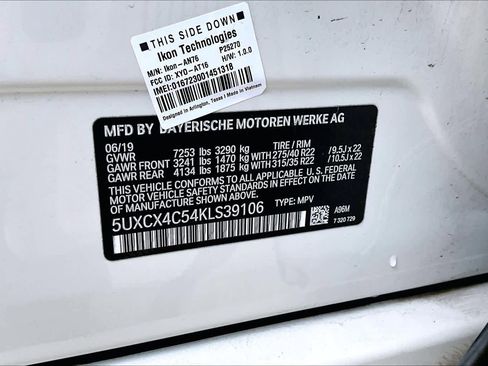 THIS SIDE DOWN
Ikon Technologies
M/N: Ikon-AN76 P25270
FCC ID: XYO-AT16 H/W: 1.0.0
IMEI:016723001451318
Designed in Arlington, Texas | Made in Vietnam
MFD BY BAYERISCHE MOTOREN WERKE AG
06/19
GVWR 7253 lbs 3290 kg TIRE / RIM
GAWR FRONT 3241 lbs 1470 kg WITH 275/40 R22 / 9.5J x 22
GAWR REAR 4134 lbs 1875 kg WITH 315/35 R22 / 10.5J x 22
THIS VEHICLE CONFORMS TO ALL APPLICABLE U.S. FEDERAL
MOTOR VEHICLE SAFETY STANDARDS IN EFFECT ON THE DATE
OF MANUFACTURE SHOWN ABOVE.
5UXCX4C54KLS39106 TYPE: MPV
A96M
7 320 729